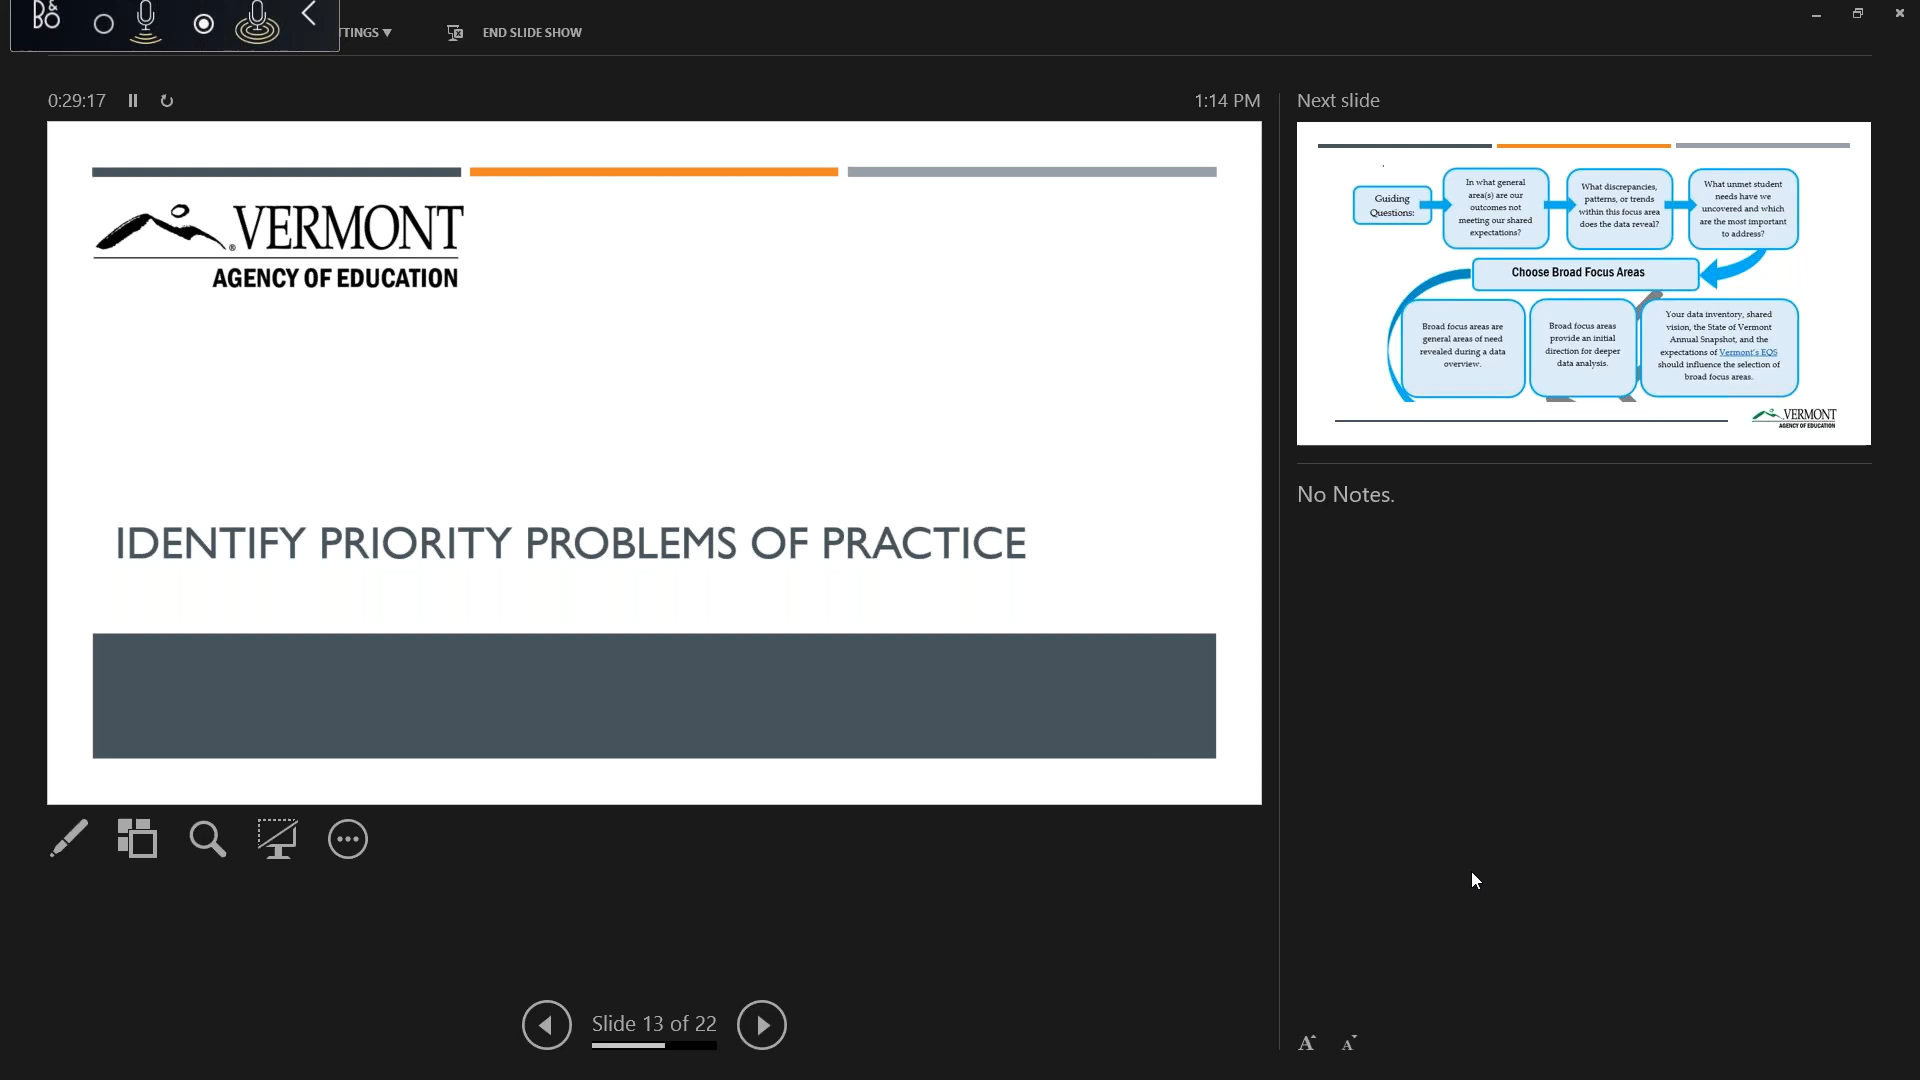 B&O
TTINGS ▼
END SLIDE SHOW
0:29:17
1:14 PM
Next slide
VERMONT
AGENCY OF EDUCATION
IDENTIFY PRIORITY PROBLEMS OF PRACTICE
Guiding
Questions:
In what general
area(s) are our
outcomes not
meeting our shared
expectations?
What discrepancies,
patterns, or trends
within this focus area
does the data reveal?
What unmet student
needs have we
uncovered and which
are the most important
to address?
Choose Broad Focus Areas
Broad focus areas are
general areas of need
revealed during a data
overview.
Broad focus areas
provide an initial
direction for deeper
data analysis.
Your data inventory, shared
vision, the State of Vermont
Annual Snapshot, and the
expectations of Vermont's EQS
should influence the selection of
broad focus areas.
VERMONT
AGENCY OF EDUCATION
No Notes.
Slide 13 of 22
A A